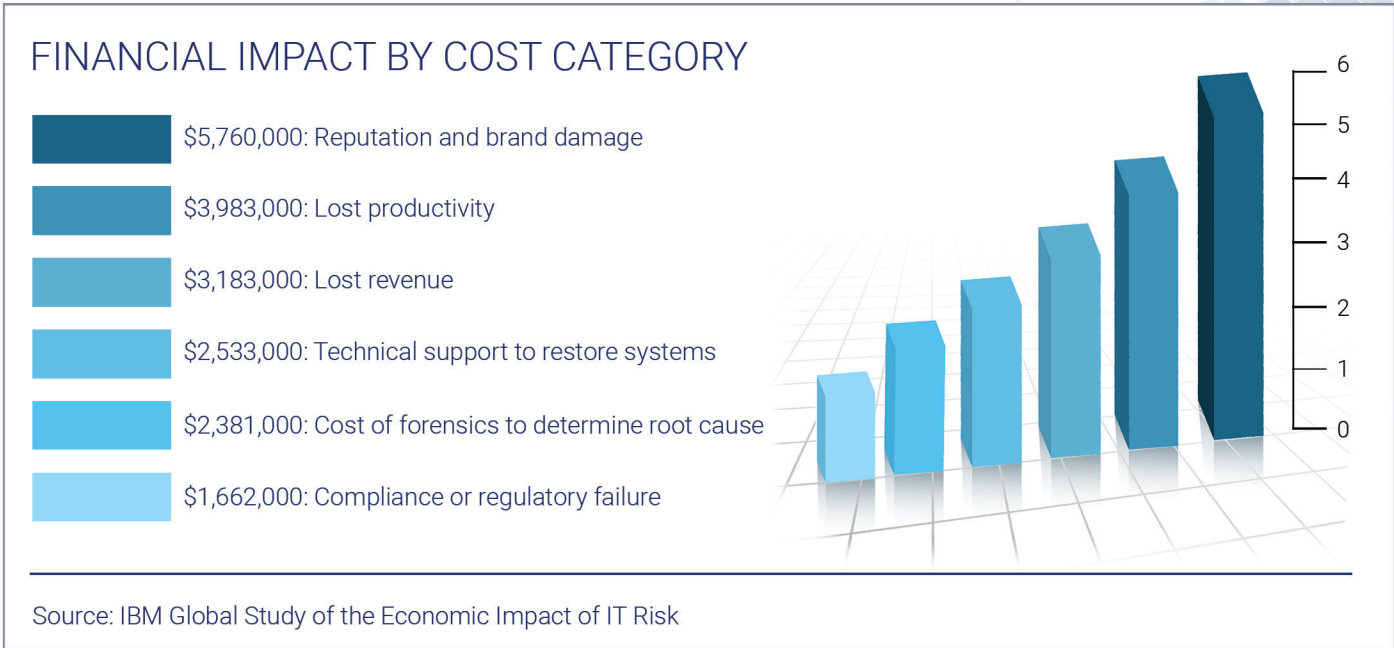 FINANCIAL IMPACT BY COST CATEGORY
$5,760,000: Reputation and brand damage
$3,983,000: Lost productivity
$3,183,000: Lost revenue
$2,533,000: Technical support to restore systems
$2,381,000: Cost of forensics to determine root cause
$1,662,000: Compliance or regulatory failure
6
5
4
3
2
1
0
Source: IBM Global Study of the Economic Impact of IT Risk